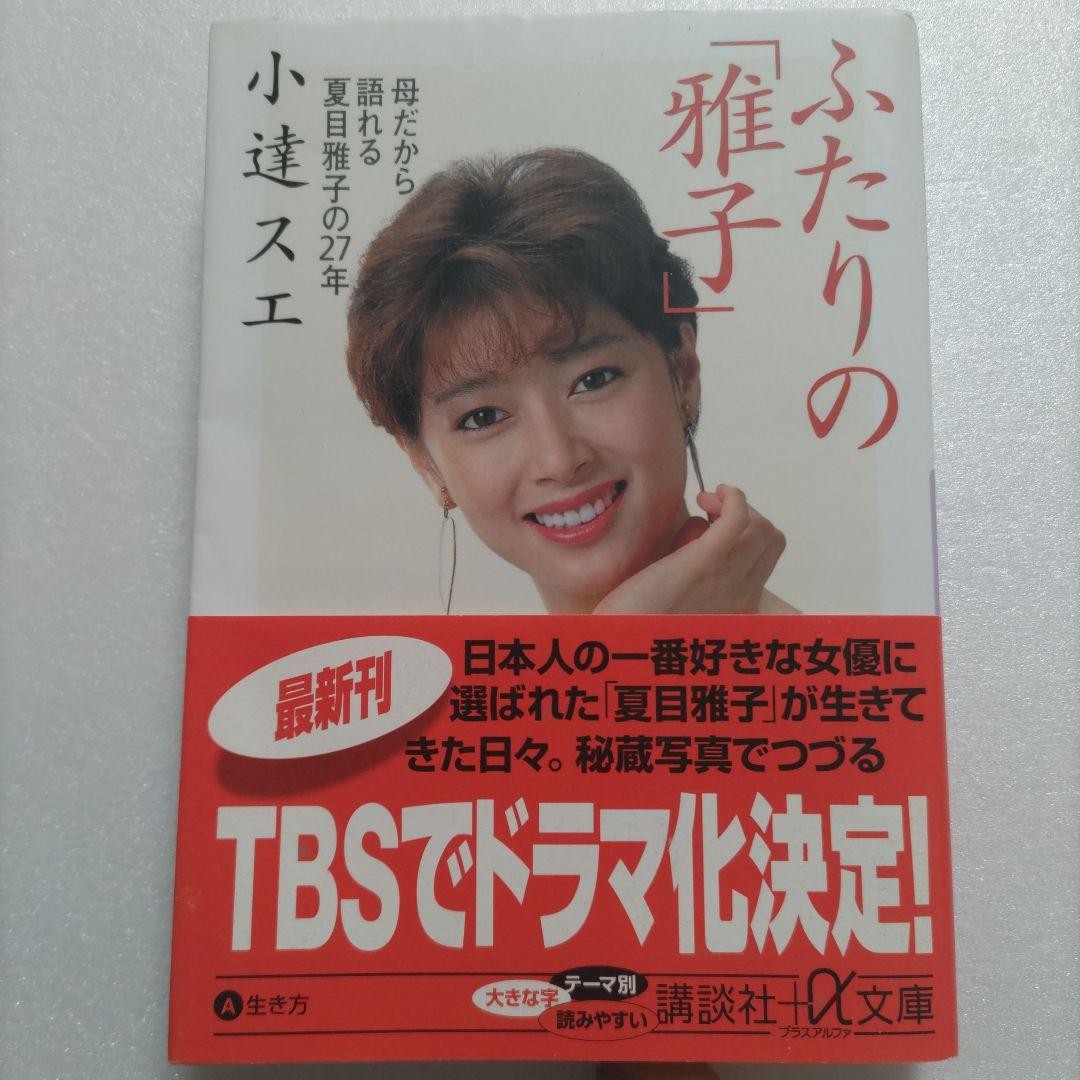 ふたりの
「雅子」
母だから
語れる
夏目雅子の27年
小達スエ
最新刊
日本人の一番好きな女優に
選ばれた「夏目雅子」が生きて
きた日々。秘蔵写真でつづる
TBSでドラマ化決定!
A生き方
大きな字
テーマ別
読みやすい
講談社+α文庫
プラスアルファ